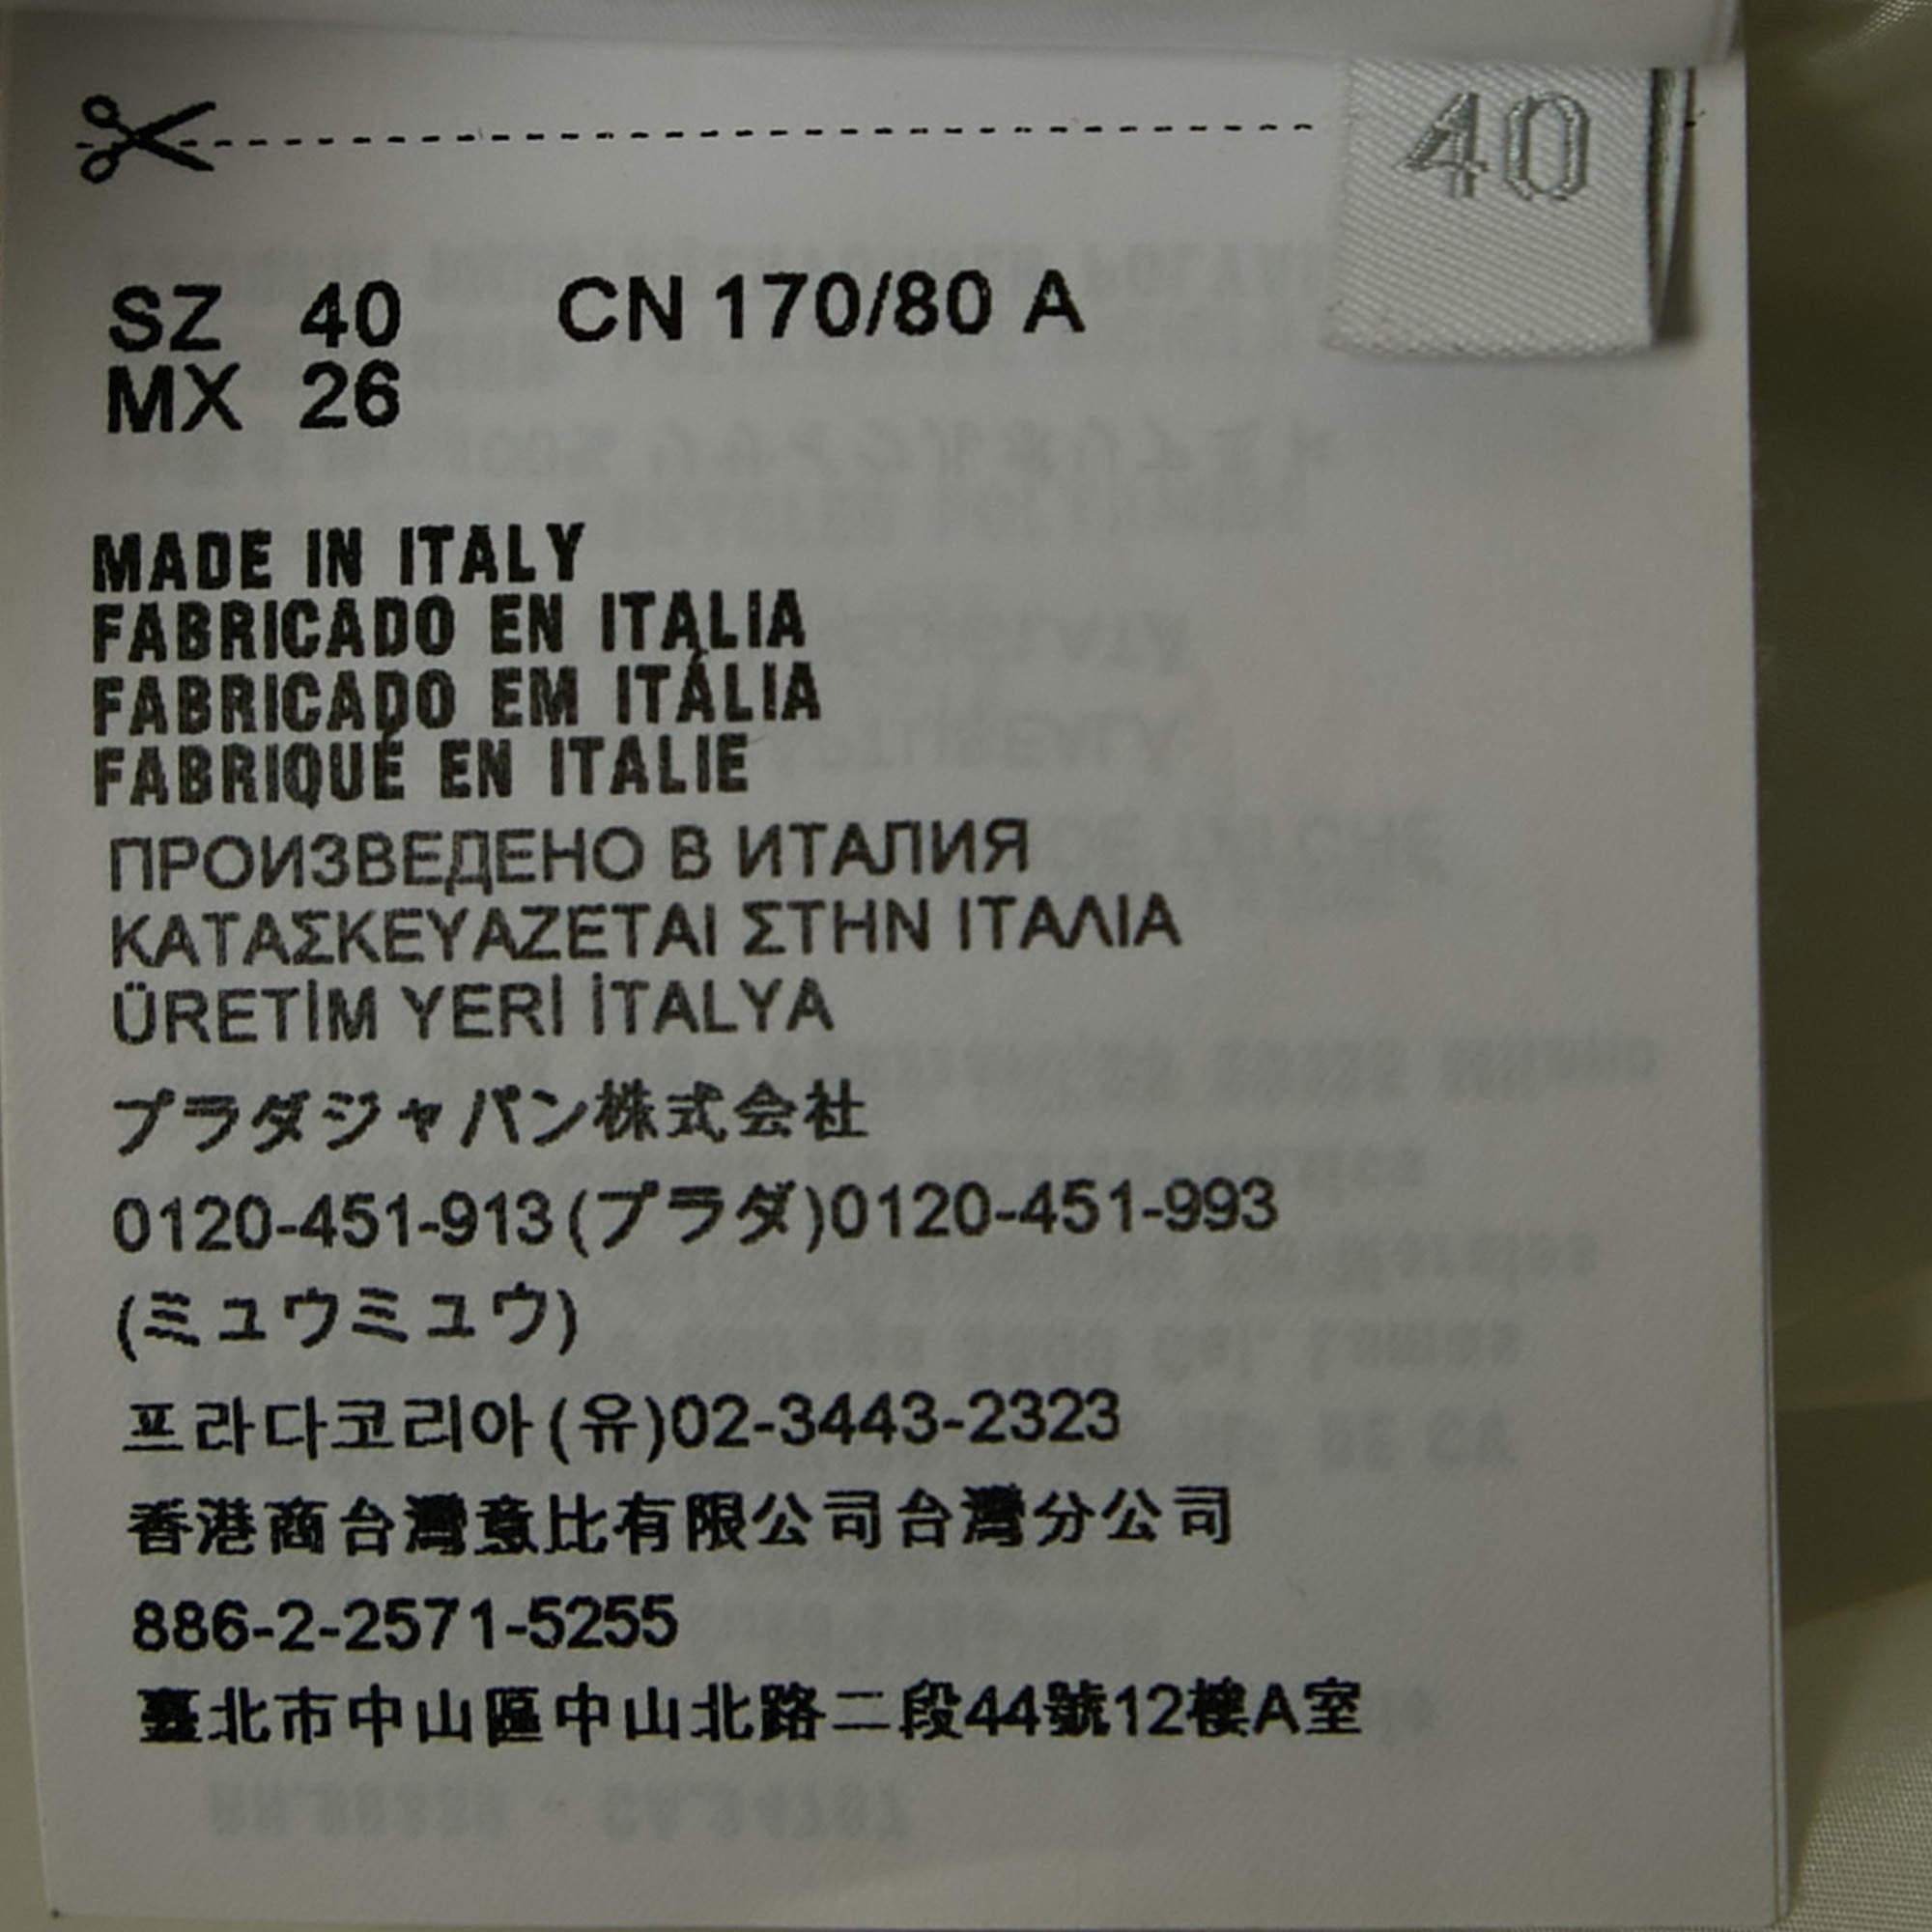 40
SZ 40 CN 170/80 A
MX 26
MADE IN ITALY
FABRICADO EN ITALIA
FABRICADO EM ITÁLIA
FABRIQUÉ EN ITALIE
ПРОИЗВЕДЕНО В ИТАЛИЯ
ΚΑΤΑΣΚΕΥΑΖΕΤΑΙ ΣΤΗΝ ΙΤΑΛΙΑ
ÜRETİM YERİ İTALYA
プラダジャパン株式会社
0120-451-913(プラダ)0120-451-993
(ミュウミュウ)
프라다코리아(유)02-3443-2323
香港商台灣意比有限公司台灣分公司
886-2-2571-5255
臺北市中山區中山北路二段44號12樓A室